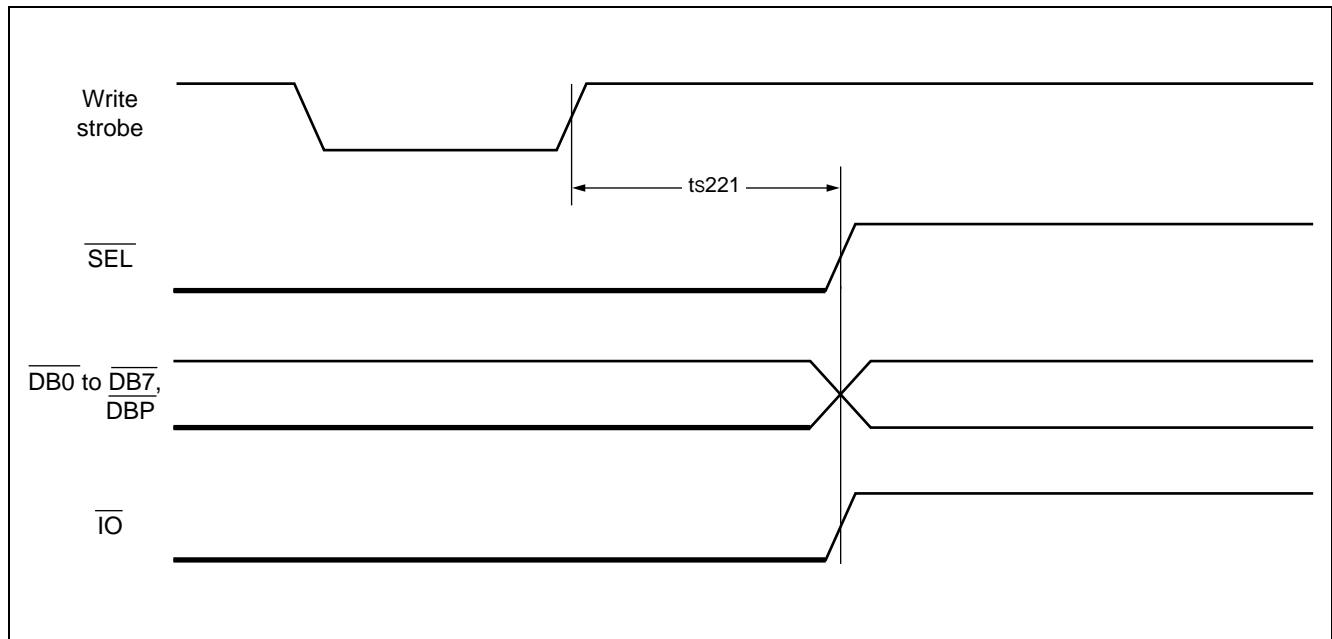 Write
strobe
ts221
SEL
DB0 to DB7,
DBP
IO